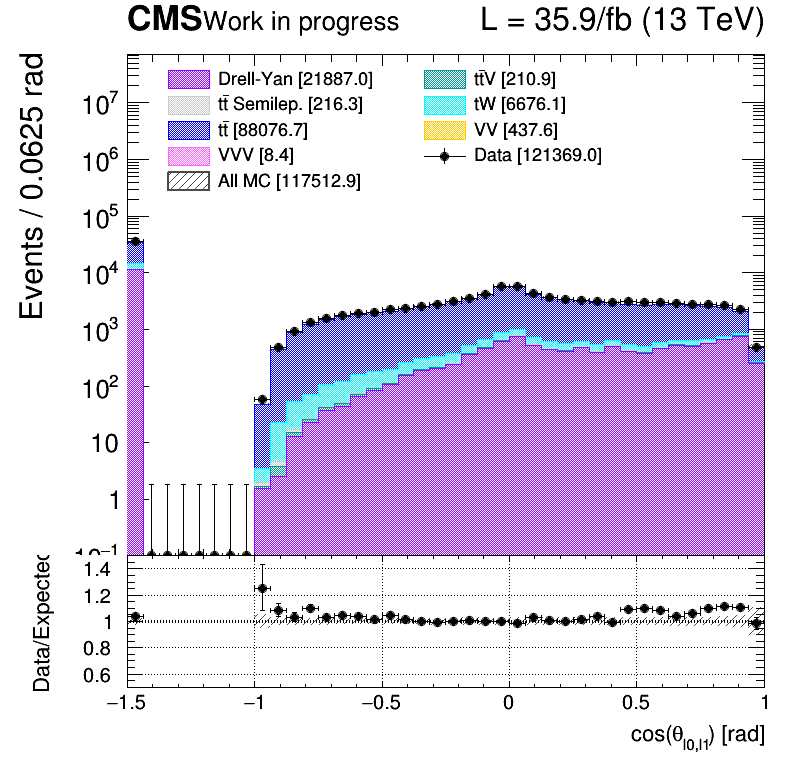 CMS Work in progress L = 35.9/fb (13 TeV)
Events / 0.0625 rad
Drell-Yan [21887.0]
tt̄ Semilep. [216.3]
tt̄ [88076.7]
VVV [8.4]
All MC [117512.9]
tt̄V [210.9]
tW [6676.1]
VV [437.6]
Data [121369.0]
10⁷
10⁶
10⁵
10⁴
10³
10²
10
1
10⁻¹
Data/Expected
1.4
1.2
1
0.8
0.6
−1.5 −1 −0.5 0 0.5 1
cos(θ_l0,l1) [rad]